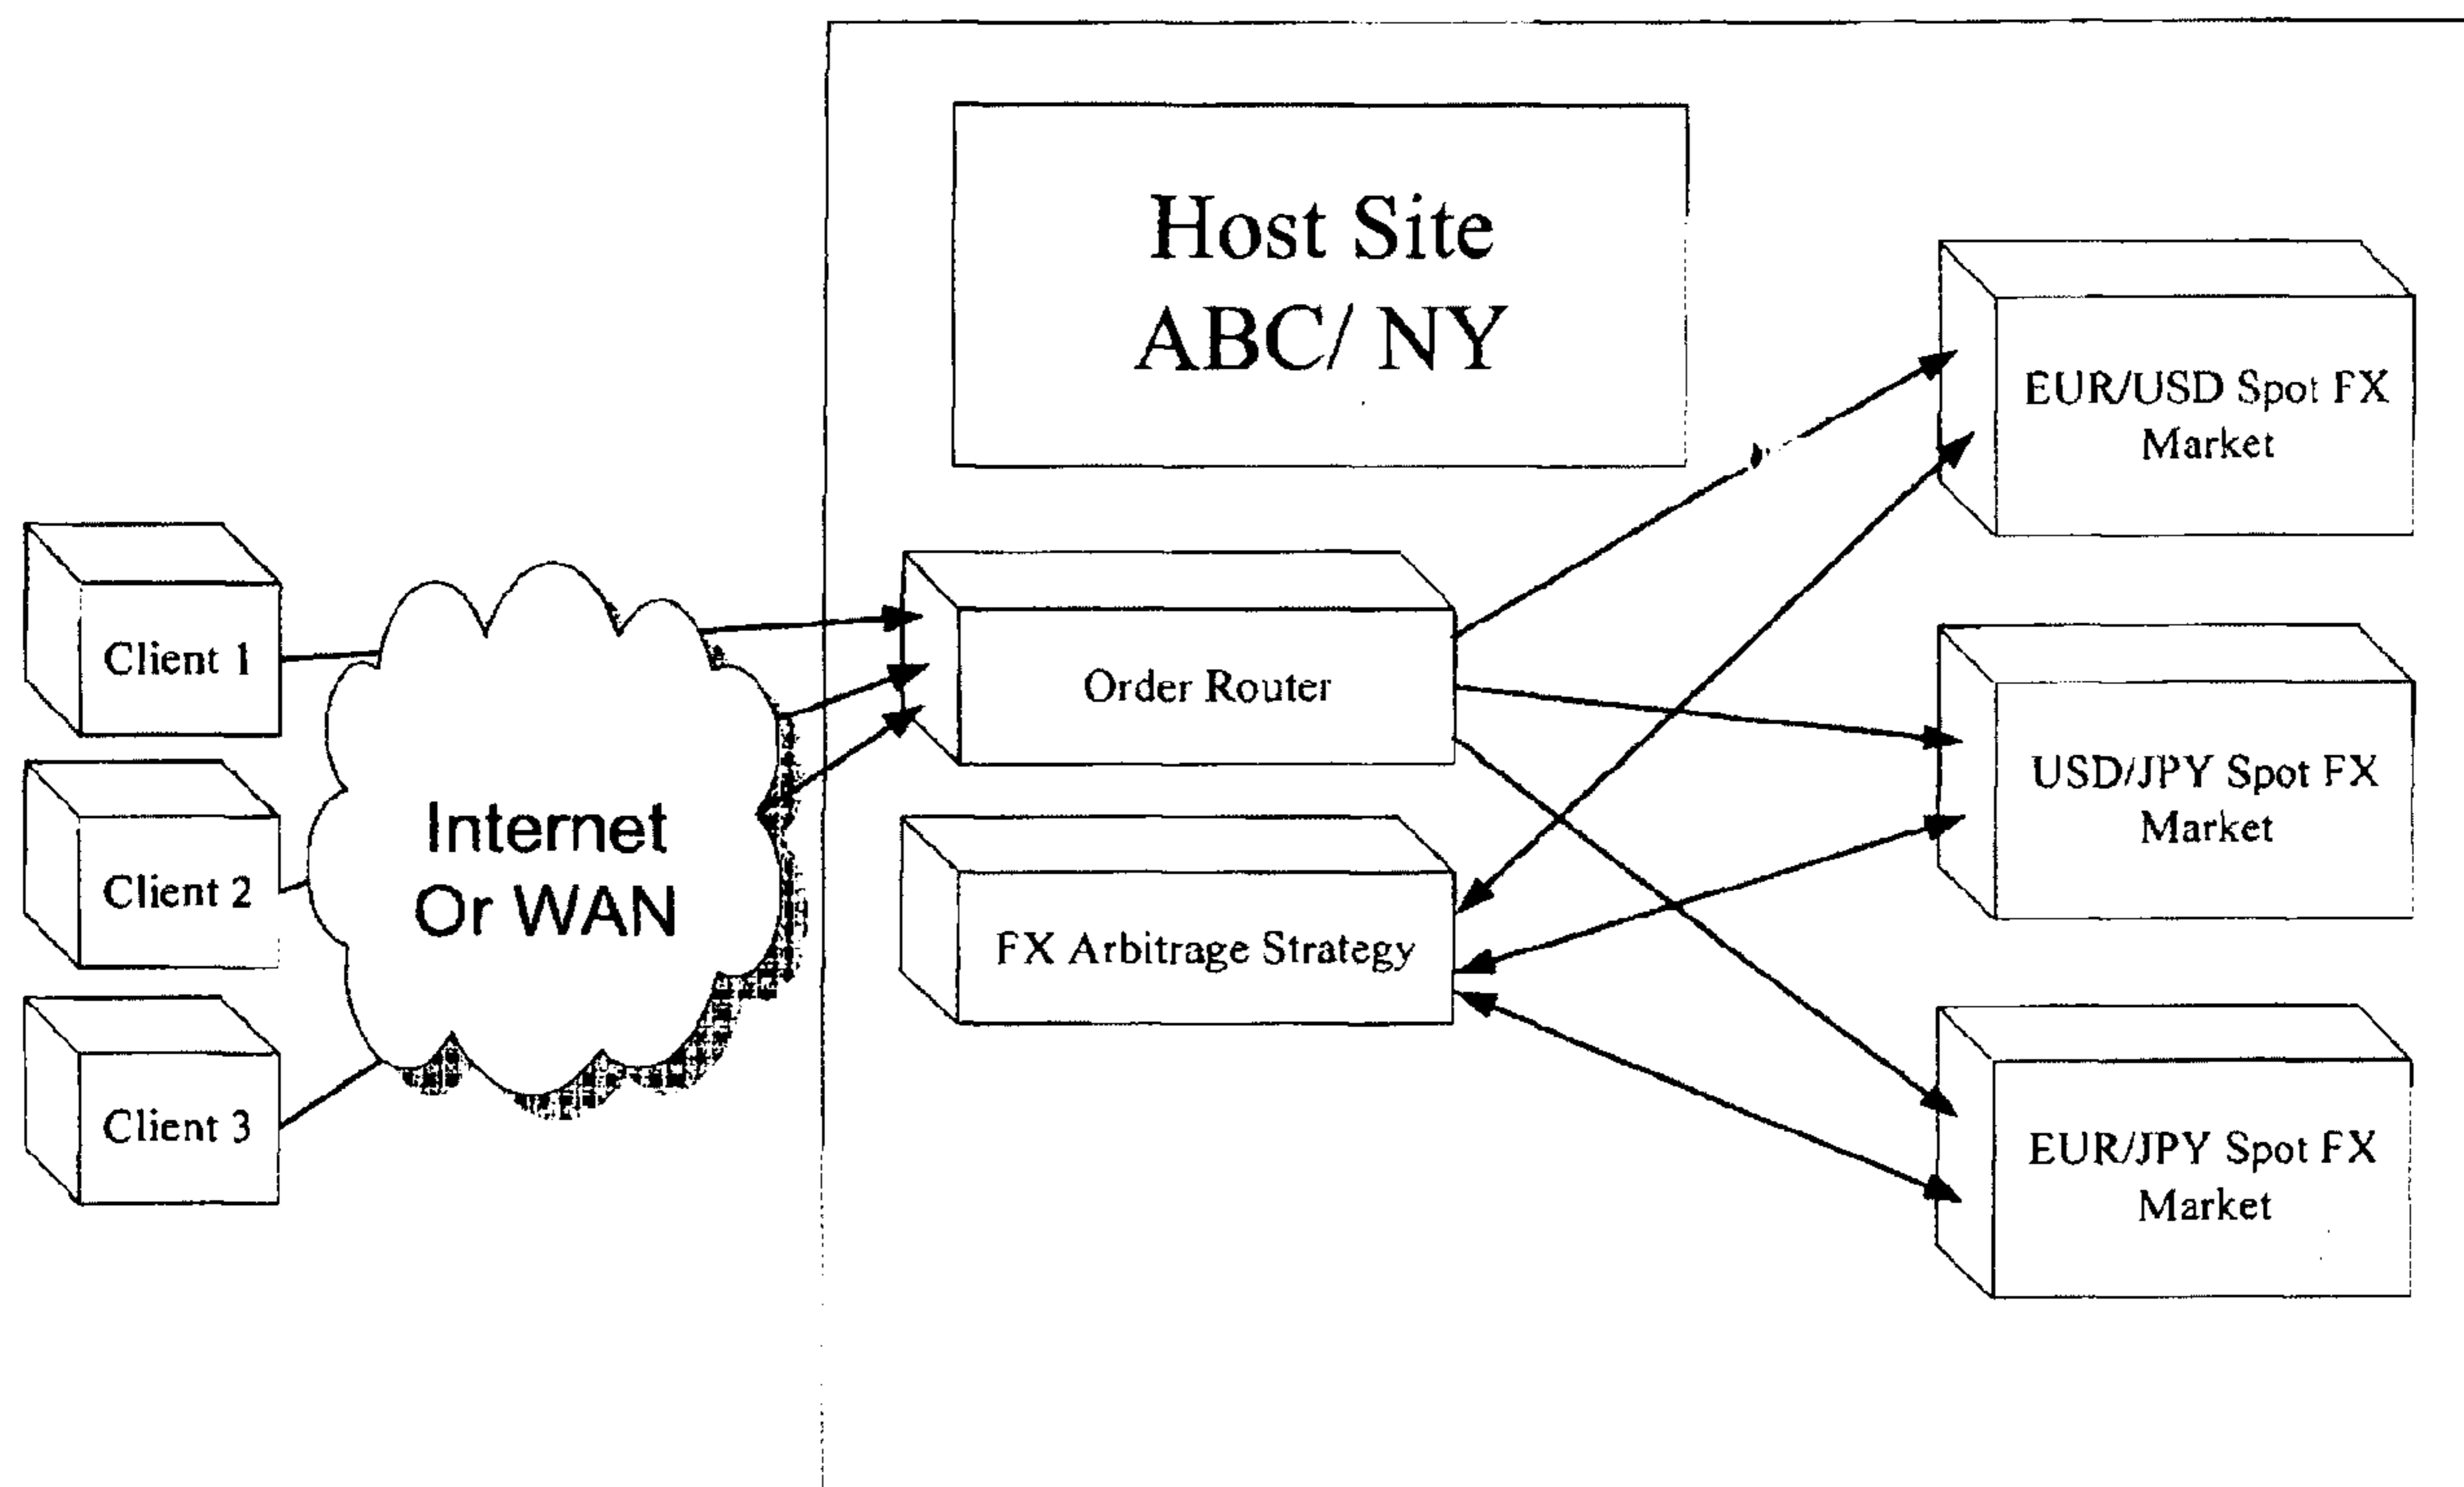 Host Site
ABC/ NY
Client 1
Client 2
Client 3
Internet
Or WAN
Order Router
FX Arbitrage Strategy
EUR/USD Spot FX
Market
USD/JPY Spot FX
Market
EUR/JPY Spot FX
Market